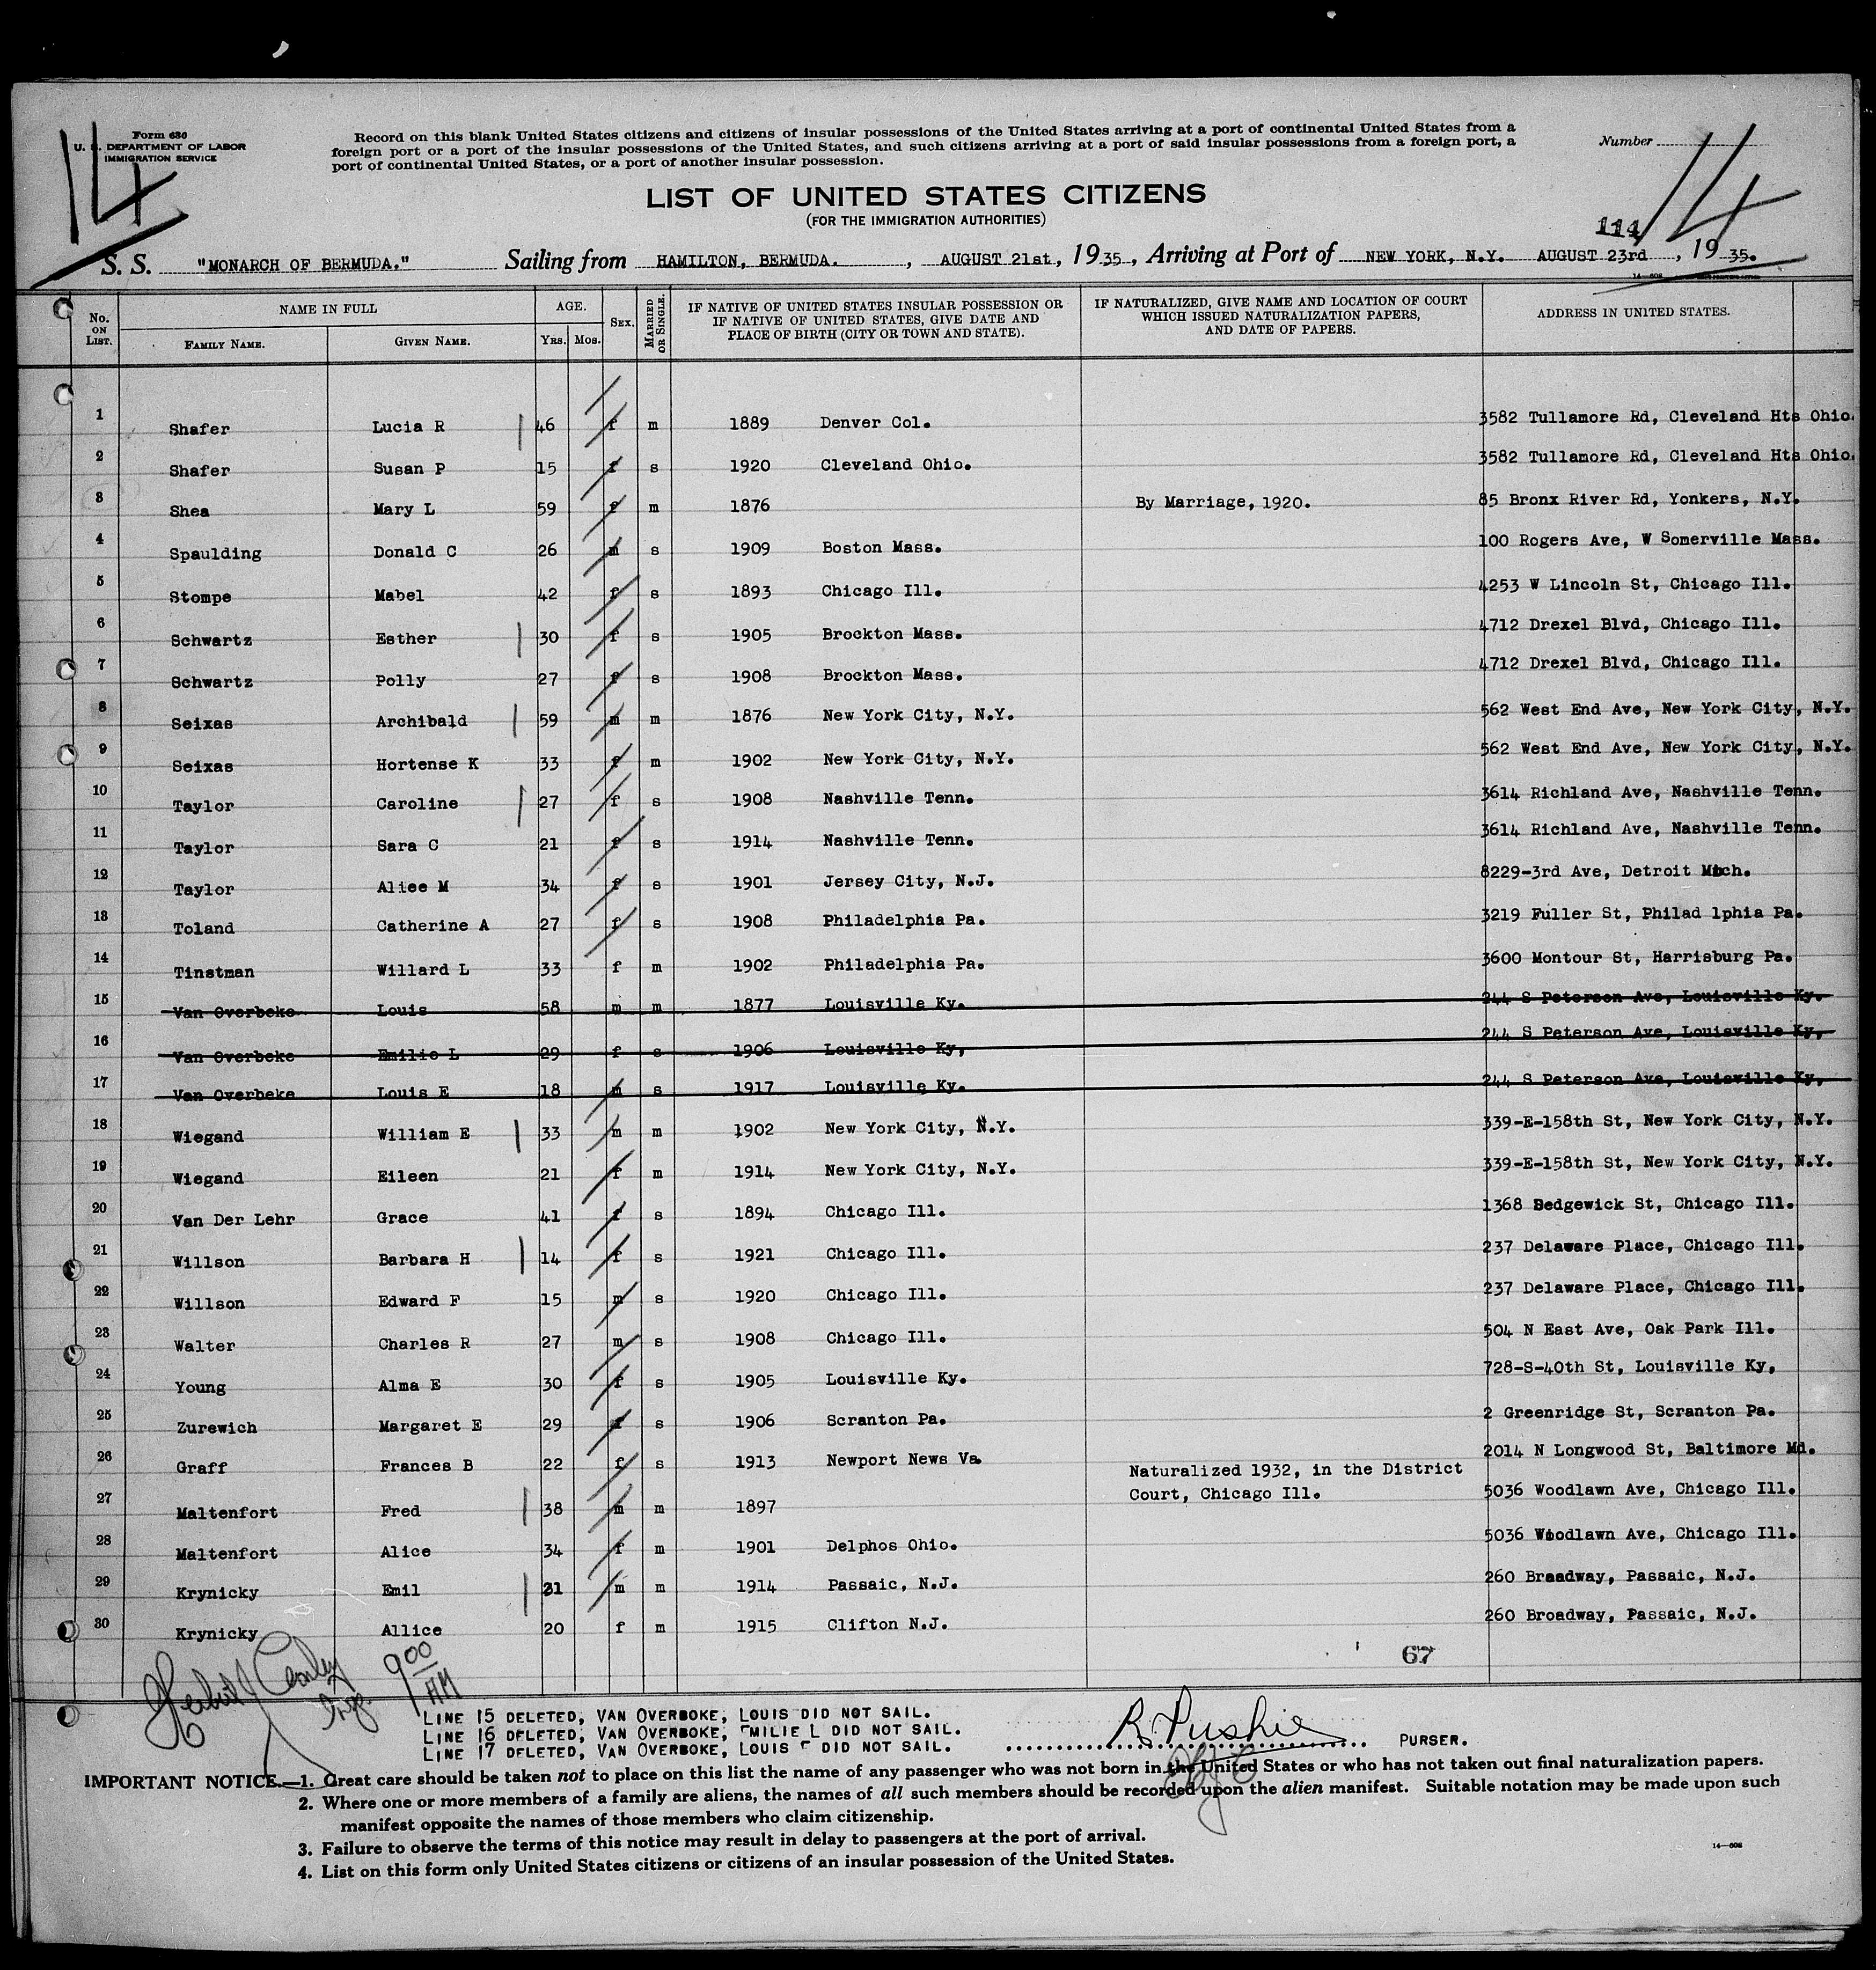 Form 630
U. S. DEPARTMENT OF LABOR
IMMIGRATION SERVICE
14
Record on this blank United States citizens and citizens of insular possessions of the United States arriving at a port of continental United States from a
foreign port or a port of the insular possessions of the United States, and such citizens arriving at a port of said insular possessions from a foreign port, a
port of continental United States, or a port of another insular possession.
Number
14
LIST OF UNITED STATES CITIZENS
(FOR THE IMMIGRATION AUTHORITIES)
114
S. S. "MONARCH OF BERMUDA." Sailing from HAMILTON, BERMUDA. , AUGUST 21st, 1935, Arriving at Port of NEW YORK, N.Y. AUGUST 23rd, 1935.
14—608
No. ON LIST. NAME IN FULL FAMILY NAME. GIVEN NAME. AGE. YRS. MOS. SEX. MARRIED OR SINGLE. IF NATIVE OF UNITED STATES INSULAR POSSESSION OR IF NATIVE OF UNITED STATES, GIVE DATE AND PLACE OF BIRTH (CITY OR TOWN AND STATE). IF NATURALIZED, GIVE NAME AND LOCATION OF COURT WHICH ISSUED NATURALIZATION PAPERS, AND DATE OF PAPERS. ADDRESS IN UNITED STATES.
1 Shafer Lucia R 46 f m 1889 Denver Col. 3582 Tullamore Rd, Cleveland Hts Ohio.
2 Shafer Susan P 15 f s 1920 Cleveland Ohio. 3582 Tullamore Rd, Cleveland Hts Ohio.
3 Shea Mary L 59 f m 1876 By Marriage, 1920. 85 Bronx River Rd, Yonkers, N.Y.
4 Spaulding Donald C 26 m s 1909 Boston Mass. 100 Rogers Ave, W Somerville Mass.
5 Stompe Mabel 42 f s 1893 Chicago Ill. 4253 W Lincoln St, Chicago Ill.
6 Schwartz Esther 30 f s 1905 Brockton Mass. 4712 Drexel Blvd, Chicago Ill.
7 Schwartz Polly 27 f s 1908 Brockton Mass. 4712 Drexel Blvd, Chicago Ill.
8 Seixas Archibald 59 m m 1876 New York City, N.Y. 562 West End Ave, New York City, N.Y.
9 Seixas Hortense K 33 f m 1902 New York City, N.Y. 562 West End Ave, New York City, N.Y.
10 Taylor Caroline 27 f s 1908 Nashville Tenn. 3614 Richland Ave, Nashville Tenn.
11 Taylor Sara C 21 f s 1914 Nashville Tenn. 3614 Richland Ave, Nashville Tenn.
12 Taylor Alice M 34 f s 1901 Jersey City, N.J. 8229-3rd Ave, Detroit Mich.
13 Toland Catherine A 27 f s 1908 Philadelphia Pa. 3219 Fuller St, Philad lphia Pa.
14 Tinstman Willard L 33 f m 1902 Philadelphia Pa. 3600 Montour St, Harrisburg Pa.
15 Van Overbeke Louis 58 m m 1877 Louisville Ky. 244 S Peterson Ave, Louisville Ky.
16 Van Overbeke Emilie L 29 f s 1906 Louisville Ky, 244 S Peterson Ave, Louisville Ky,
17 Van Overbeke Louis E 18 m s 1917 Louisville Ky. 244 S Peterson Ave, Louisville Ky,
18 Wiegand William E 33 m m 1902 New York City, N.Y. 339-E-158th St, New York City, N.Y.
19 Wiegand Eileen 21 f m 1914 New York City, N.Y. 339-E-158th St, New York City, N.Y.
20 Van Der Lehr Grace 41 f s 1894 Chicago Ill. 1368 Sedgewick St, Chicago Ill.
21 Willson Barbara H 14 f s 1921 Chicago Ill. 237 Delaware Place, Chicago Ill.
22 Willson Edward F 15 m s 1920 Chicago Ill. 237 Delaware Place, Chicago Ill.
23 Walter Charles R 27 m s 1908 Chicago Ill. 504 N East Ave, Oak Park Ill.
24 Young Alma E 30 f s 1905 Louisville Ky. 728-S-40th St, Louisville Ky,
25 Zurewich Margaret E 29 f s 1906 Scranton Pa. 2 Greenridge St, Scranton Pa.
26 Graff Frances B 22 f s 1913 Newport News Va. 2014 N Longwood St, Baltimore Md.
27 Maltenfort Fred 38 m m 1897 Naturalized 1932, in the District Court, Chicago Ill. 5036 Woodlawn Ave, Chicago Ill.
28 Maltenfort Alice 34 f m 1901 Delphos Ohio. 5036 Woodlawn Ave, Chicago Ill.
29 Krynicky Emil 21 m m 1914 Passaic, N.J. 260 Broadway, Passaic, N.J.
30 Krynicky Allice 20 f m 1915 Clifton N.J. 260 Broadway, Passaic, N.J.
67
9 00 AM
LINE 15 DELETED, VAN OVERBOKE, LOUIS DID NOT SAIL.
LINE 16 DELETED, VAN OVERBOKE, EMILIE L DID NOT SAIL.
LINE 17 DELETED, VAN OVERBOKE, LOUIS E DID NOT SAIL.
R. Pushie PURSER.
IMPORTANT NOTICE.—1. Great care should be taken not to place on this list the name of any passenger who was not born in the United States or who has not taken out final naturalization papers.
2. Where one or more members of a family are aliens, the names of all such members should be recorded upon the alien manifest. Suitable notation may be made upon such
manifest opposite the names of those members who claim citizenship.
3. Failure to observe the terms of this notice may result in delay to passengers at the port of arrival.
4. List on this form only United States citizens or citizens of an insular possession of the United States.
14—608